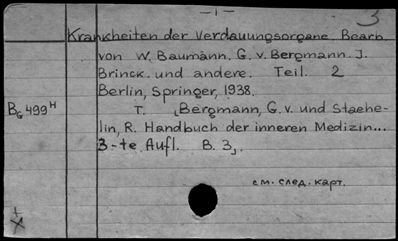 – 1 –
3
Krankheiten der Verdauungsorgane. Bearb.
von W. Baumann. G. v. Bergmann. J.
Brinck. und andere. Teil. 2
Berlin, Springer, 1938.
B₆ 499ᴴ T. [Bergmann, G. v. und Staehe-
lin, R. Handbuch der inneren Medizin...
3-te Aufl. B. 3].
см. след. карт.